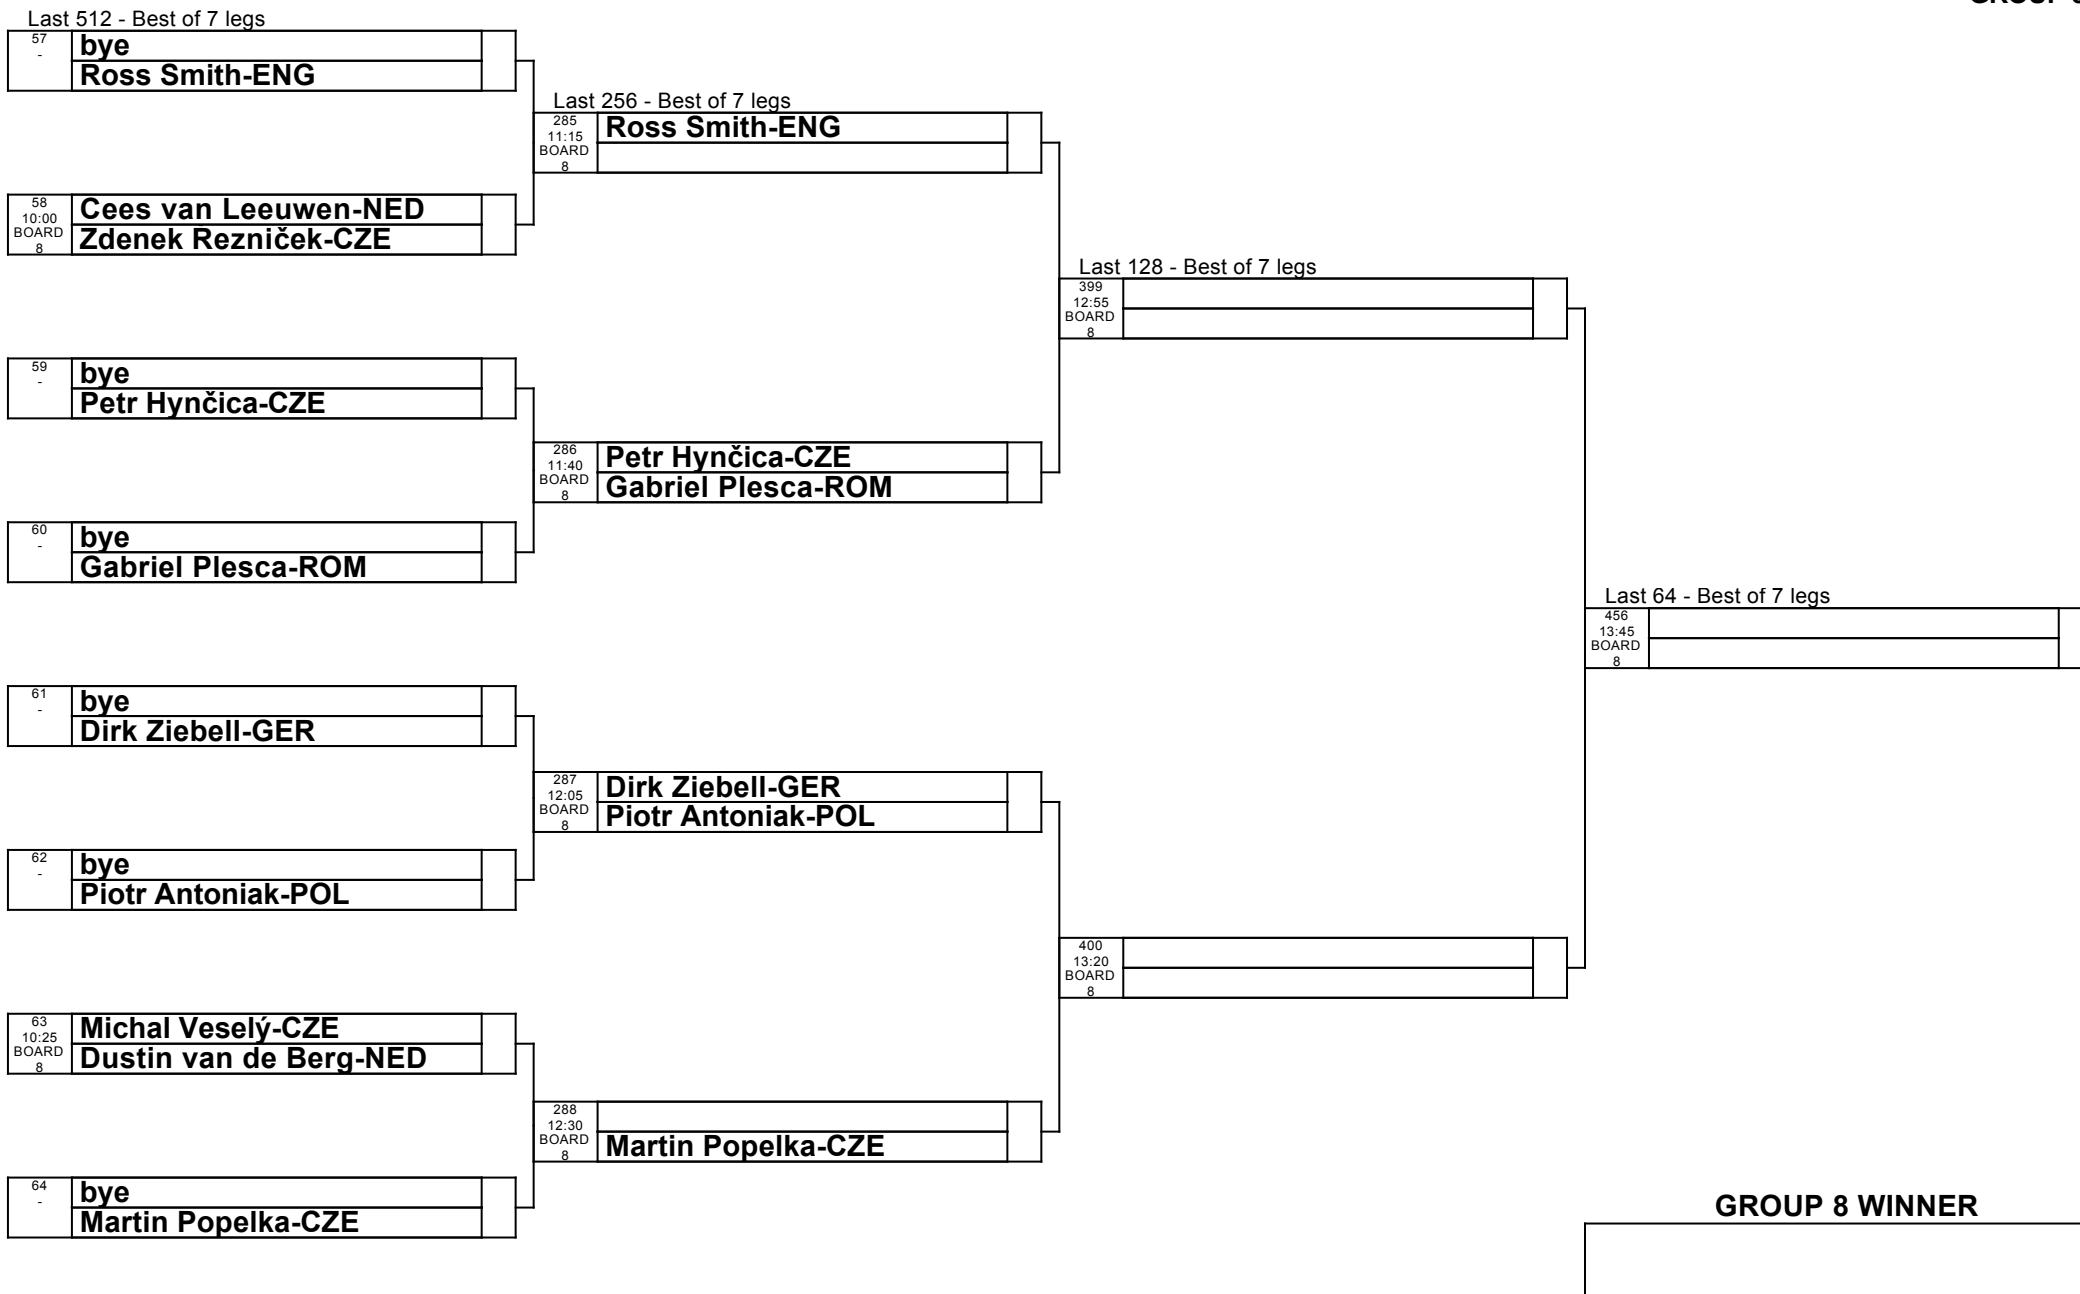 GROUP 8
Last 512 - Best of 7 legs
57
-
bye
Ross Smith-ENG
Last 256 - Best of 7 legs
285
11:15
BOARD
8
Ross Smith-ENG
58
10:00
BOARD
8
Cees van Leeuwen-NED
Zdenek Rezniček-CZE
Last 128 - Best of 7 legs
399
12:55
BOARD
8
59
-
bye
Petr Hynčica-CZE
286
11:40
BOARD
8
Petr Hynčica-CZE
Gabriel Plesca-ROM
60
-
bye
Gabriel Plesca-ROM
Last 64 - Best of 7 legs
456
13:45
BOARD
8
61
-
bye
Dirk Ziebell-GER
287
12:05
BOARD
8
Dirk Ziebell-GER
Piotr Antoniak-POL
62
-
bye
Piotr Antoniak-POL
400
13:20
BOARD
8
63
10:25
BOARD
8
Michal Veselý-CZE
Dustin van de Berg-NED
288
12:30
BOARD
8
Martin Popelka-CZE
64
-
bye
Martin Popelka-CZE
GROUP 8 WINNER